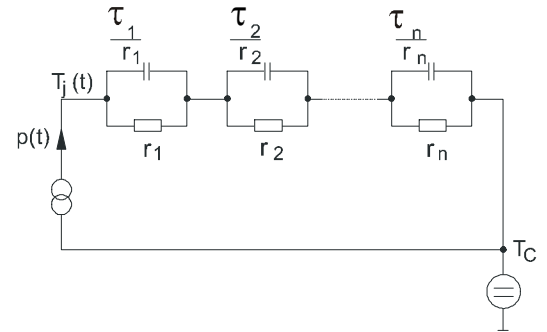 τ1 τ2 τn
r1 r2 rn
Tj (t)
p(t)
r1 r2 rn
TC